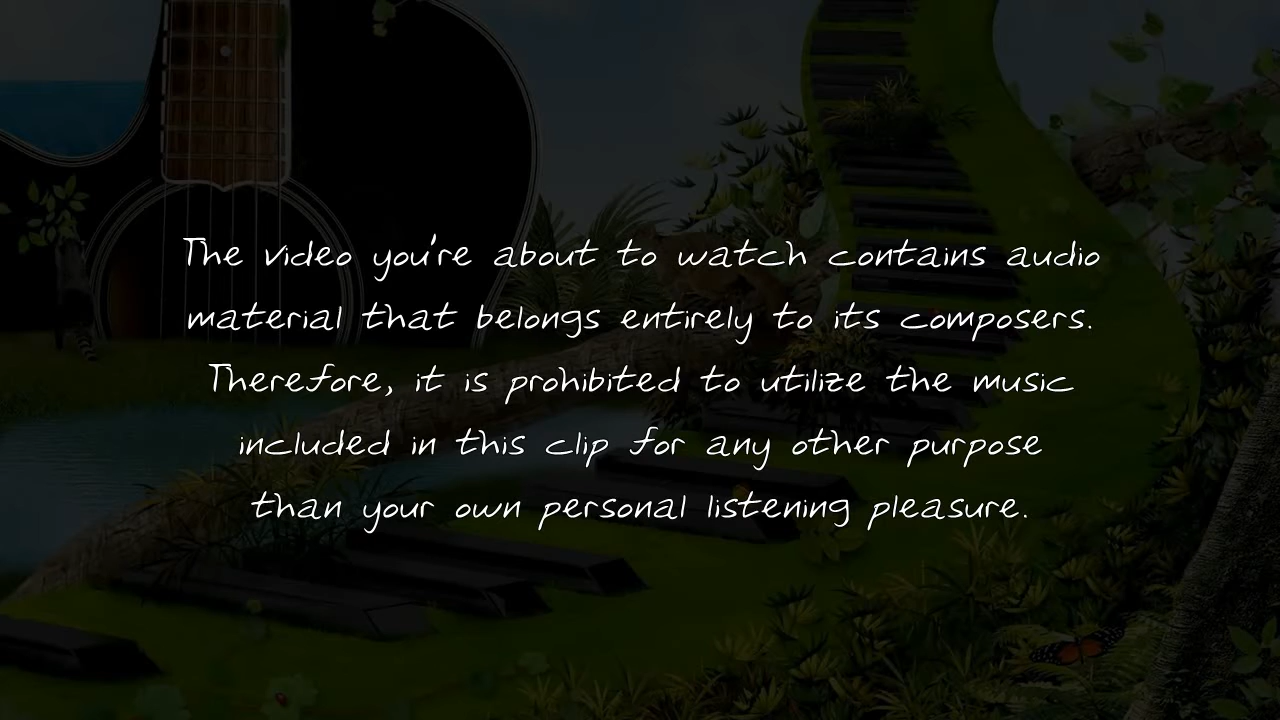 The video you're about to watch contains audio
material that belongs entirely to its composers.
Therefore, it is prohibited to utilize the music
included in this clip for any other purpose
than your own personal listening pleasure.